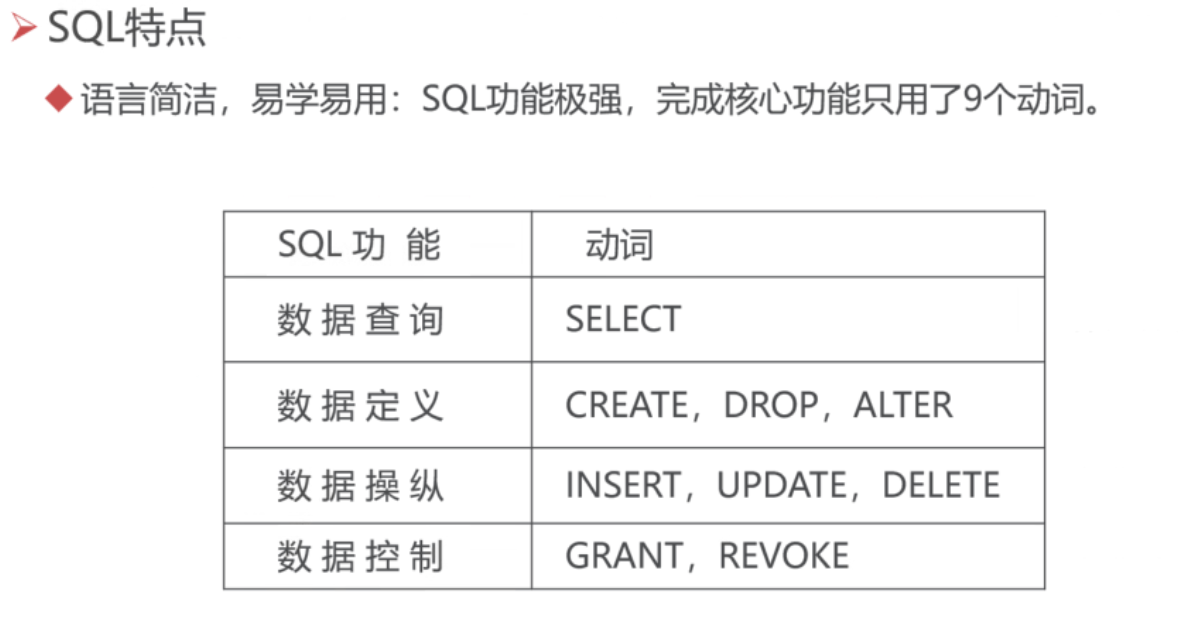 SQL特点
语言简洁，易学易用：SQL功能极强，完成核心功能只用了9个动词。
SQL 功 能 动词
数 据 查 询 SELECT
数 据 定 义 CREATE，DROP，ALTER
数 据 操 纵 INSERT，UPDATE，DELETE
数 据 控 制 GRANT，REVOKE